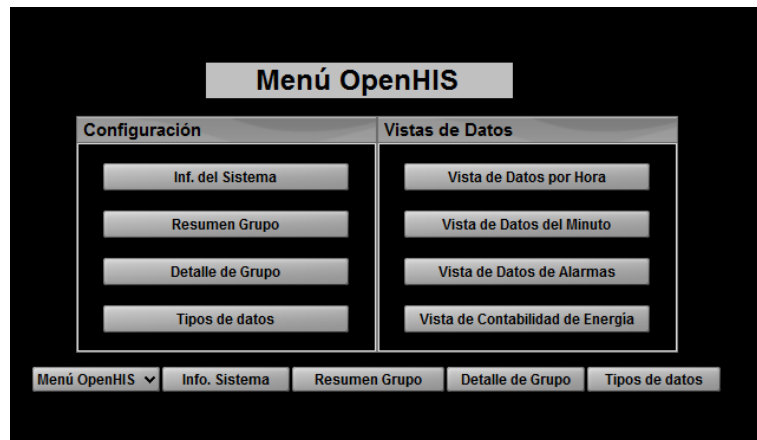 Menú OpenHIS
Configuración
Vistas de Datos
Inf. del Sistema
Vista de Datos por Hora
Resumen Grupo
Vista de Datos del Minuto
Detalle de Grupo
Vista de Datos de Alarmas
Tipos de datos
Vista de Contabilidad de Energía
Menú OpenHIS
Info. Sistema
Resumen Grupo
Detalle de Grupo
Tipos de datos